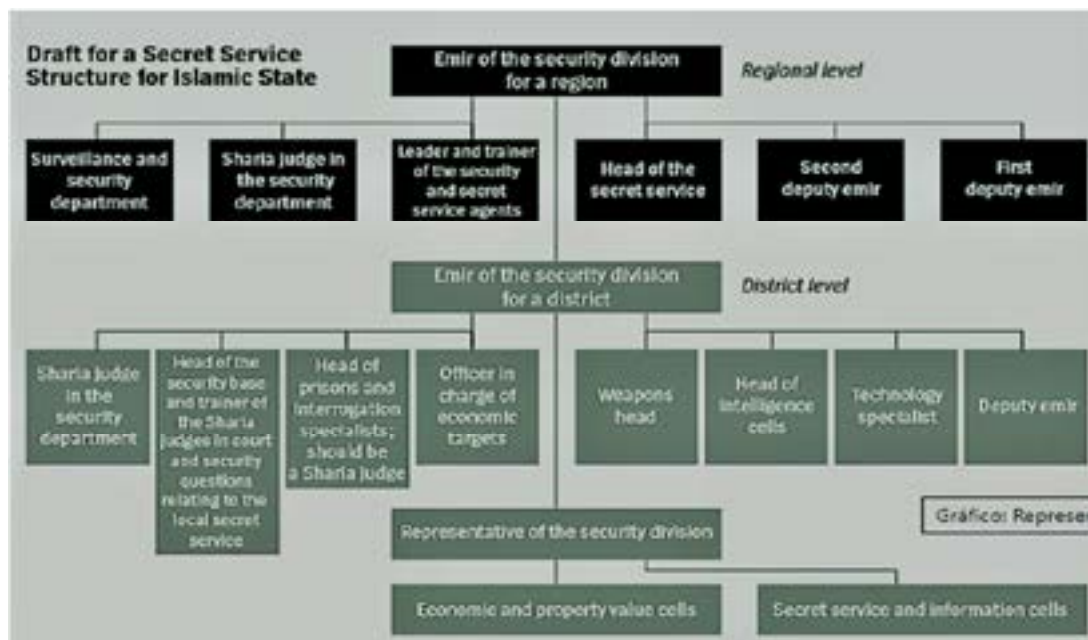 Draft for a Secret Service
Structure for Islamic State
Emir of the security division
for a region
Regional level
Surveillance and
security
department
Sharia judge in
the security
department
Leader and trainer
of the security
and secret
service agents
Head of the
secret service
Second
deputy emir
First
deputy emir
Emir of the security division
for a district
District level
Sharia judge
in the
security
department
Head of the
security base
and trainer of
the Sharia
judges in court
and security
questions
relating to the
local secret
service
Head of
prisons and
interrogation
specialists;
should be
a Sharia judge
Officer in
charge of
economic
targets
Weapons
head
Head of
intelligence
cells
Technology
specialist
Deputy emir
Representative of the security division
Gráfico: Represe
Economic and property value cells
Secret service and information cells